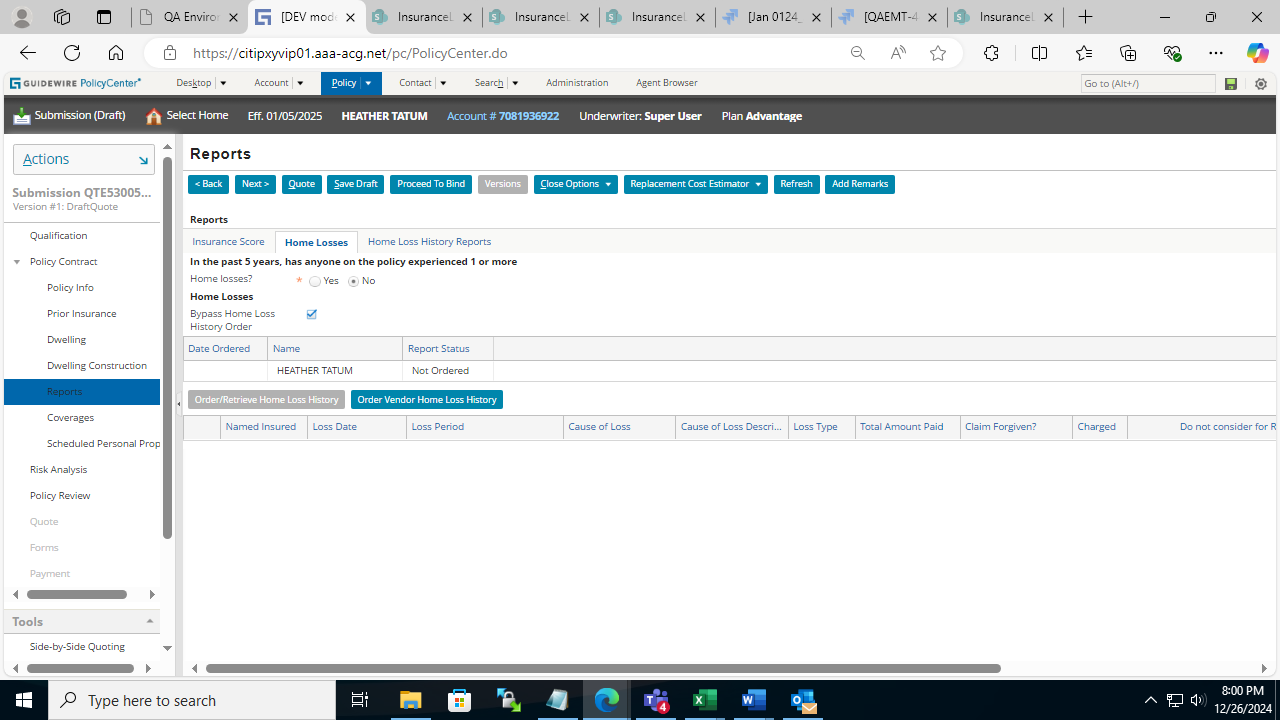 QA Environ
[DEV mode
InsuranceL
InsuranceL
InsuranceL
[Jan 0124_
[QAEMT-4
InsuranceL
https://citipxyvip01.aaa-acg.net/pc/PolicyCenter.do
GUIDEWIRE PolicyCenter
Desktop
Account
Policy
Contact
Search
Administration
Agent Browser
Go to (Alt+/)
Submission (Draft)
Select Home
Eff. 01/05/2025
HEATHER TATUM
Account # 7081936922
Underwriter: Super User
Plan Advantage
Actions
Submission QTE53005...
Version #1: DraftQuote
Qualification
Policy Contract
Policy Info
Prior Insurance
Dwelling
Dwelling Construction
Reports
Coverages
Scheduled Personal Prop
Risk Analysis
Policy Review
Quote
Forms
Payment
Tools
Side-by-Side Quoting
Reports
< Back
Next >
Quote
Save Draft
Proceed To Bind
Versions
Close Options
Replacement Cost Estimator
Refresh
Add Remarks
Reports
Insurance Score
Home Losses
Home Loss History Reports
In the past 5 years, has anyone on the policy experienced 1 or more
Home losses? * Yes No
Home Losses
Bypass Home Loss
History Order
Date Ordered Name Report Status
HEATHER TATUM Not Ordered
Order/Retrieve Home Loss History
Order Vendor Home Loss History
Named Insured Loss Date Loss Period Cause of Loss Cause of Loss Descri... Loss Type Total Amount Paid Claim Forgiven? Charged Do not consider for R
Type here to search
4
8:00 PM
12/26/2024